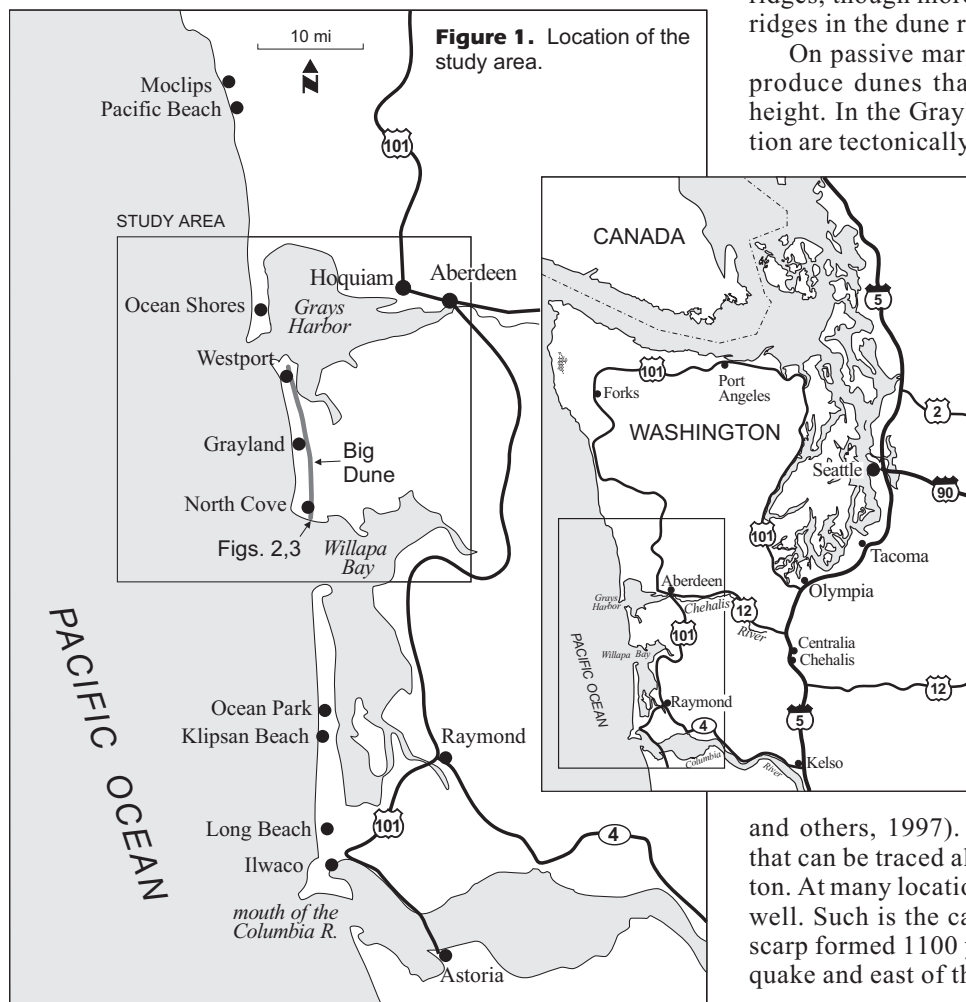 ridges, though more
ridges in the dune r
On passive mar
produce dunes tha
height. In the Gray
tion are tectonically
10 mi
Figure 1. Location of the
study area.
N
Moclips
Pacific Beach
101
STUDY AREA
Hoquiam
Aberdeen
Ocean Shores
Grays
Harbor
Westport
Grayland
Big
Dune
North Cove
Figs. 2,3
Willapa
Bay
PACIFIC OCEAN
Ocean Park
Klipsan Beach
Raymond
Long Beach
101
4
Ilwaco
mouth of the
Columbia R.
Astoria
CANADA
5
101
Port
Angeles
Forks
2
WASHINGTON
Seattle
90
101
Tacoma
Olympia
Aberdeen
Grays
Harbor
Chehalis
River
12
101
Centralia
Chehalis
Willapa Bay
PACIFIC OCEAN
12
Raymond
4
5
Columbia
River
Kelso
and others, 1997).
that can be traced al
ton. At many locatio
well. Such is the ca
scarp formed 1100 y
quake and east of th